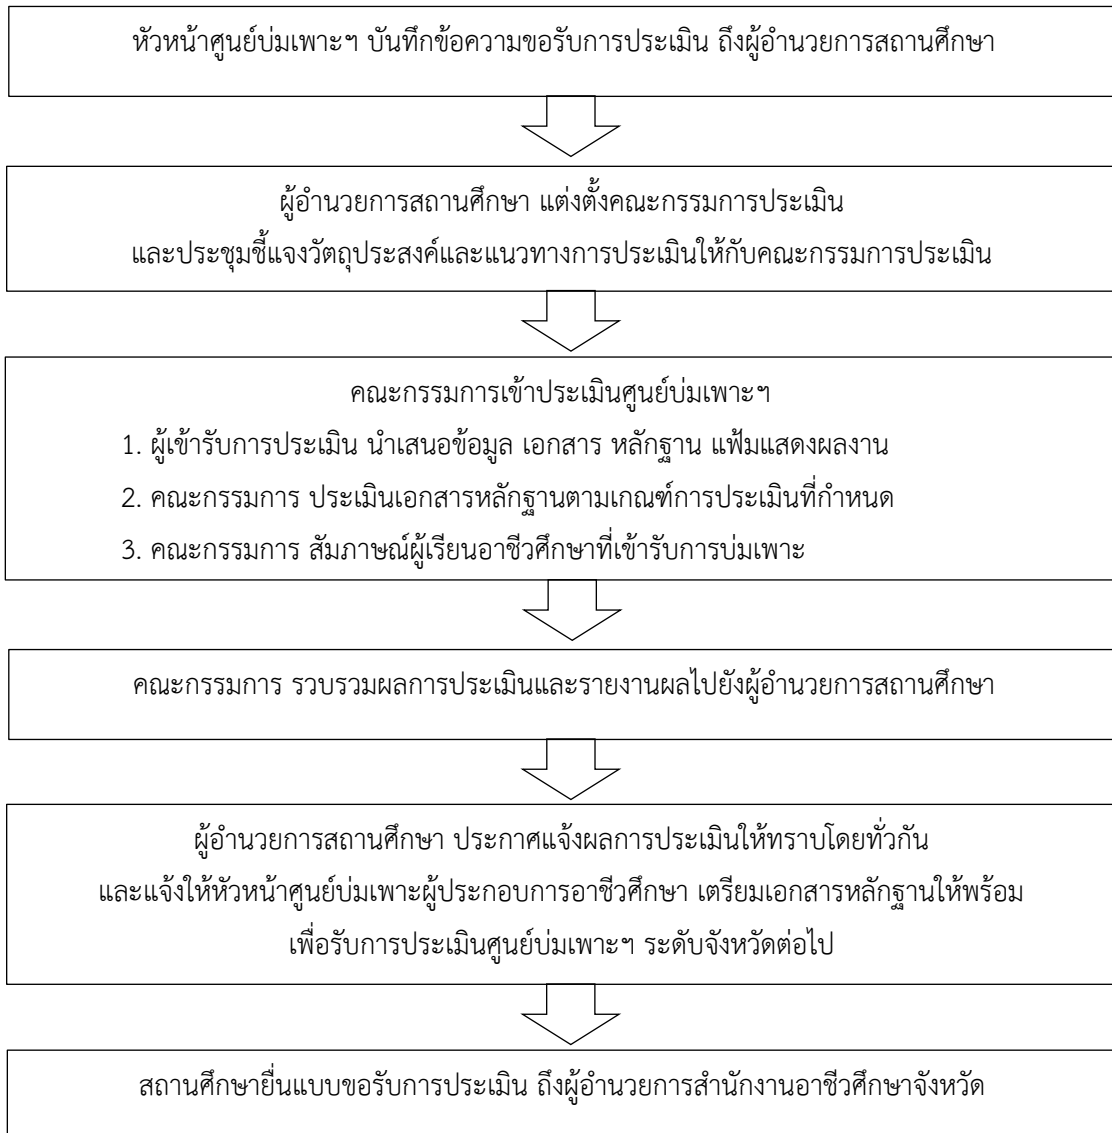 หัวหน้าศูนย์บ่มเพาะฯ บันทึกข้อความขอรับการประเมิน ถึงผู้อำนวยการสถานศึกษา
ผู้อำนวยการสถานศึกษา แต่งตั้งคณะกรรมการประเมิน
และประชุมชี้แจงวัตถุประสงค์และแนวทางการประเมินให้กับคณะกรรมการประเมิน
คณะกรรมการเข้าประเมินศูนย์บ่มเพาะฯ
1. ผู้เข้ารับการประเมิน นำเสนอข้อมูล เอกสาร หลักฐาน แฟ้มแสดงผลงาน
2. คณะกรรมการ ประเมินเอกสารหลักฐานตามเกณฑ์การประเมินที่กำหนด
3. คณะกรรมการ สัมภาษณ์ผู้เรียนอาชีวศึกษาที่เข้ารับการบ่มเพาะ
คณะกรรมการ รวบรวมผลการประเมินและรายงานผลไปยังผู้อำนวยการสถานศึกษา
ผู้อำนวยการสถานศึกษา ประกาศแจ้งผลการประเมินให้ทราบโดยทั่วกัน
และแจ้งให้หัวหน้าศูนย์บ่มเพาะผู้ประกอบการอาชีวศึกษา เตรียมเอกสารหลักฐานให้พร้อม
เพื่อรับการประเมินศูนย์บ่มเพาะฯ ระดับจังหวัดต่อไป
สถานศึกษายื่นแบบขอรับการประเมิน ถึงผู้อำนวยการสำนักงานอาชีวศึกษาจังหวัด